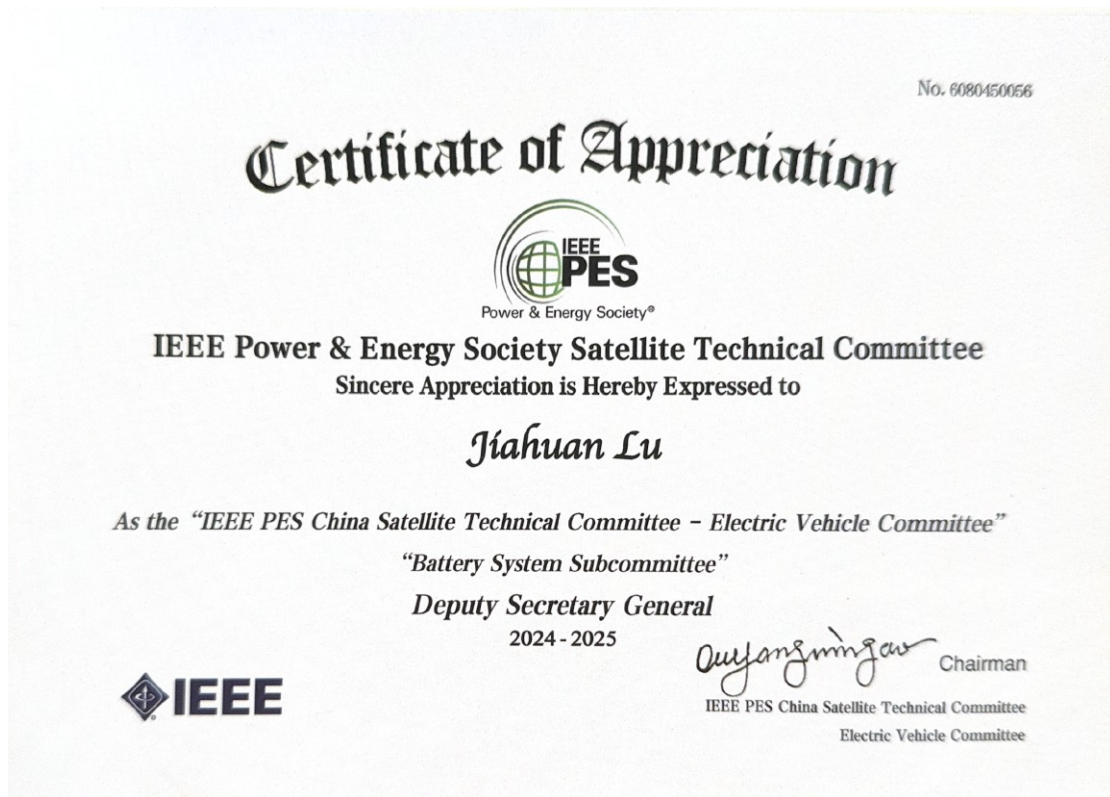 No. 6080450056
Certificate of Appreciation
IEEE
PES
Power & Energy Society®
IEEE Power & Energy Society Satellite Technical Committee
Sincere Appreciation is Hereby Expressed to
Jiahuan Lu
As the “IEEE PES China Satellite Technical Committee - Electric Vehicle Committee”
“Battery System Subcommittee”
Deputy Secretary General
2024-2025
Ouyangminggao Chairman
IEEE
IEEE PES China Satellite Technical Committee
Electric Vehicle Committee